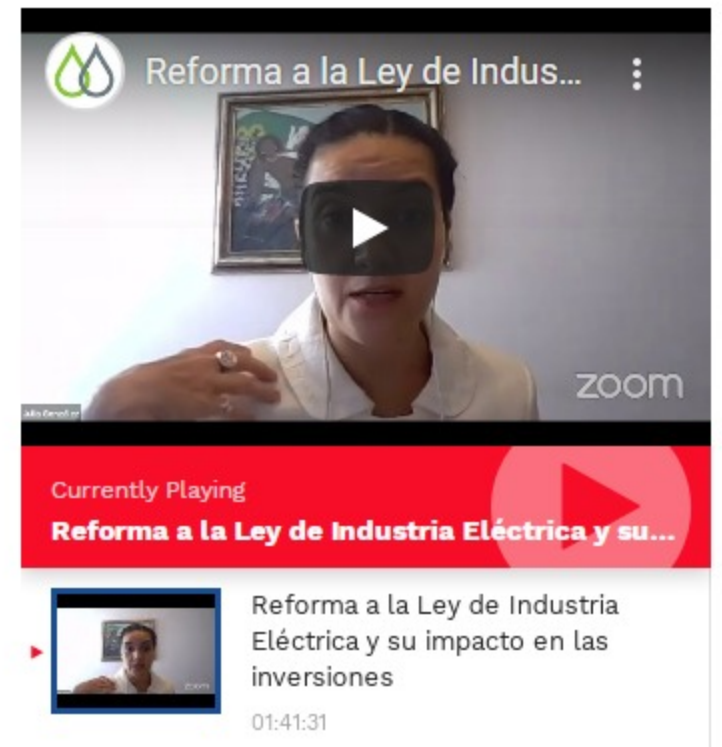 Reforma a la Ley de Indus...
zoom
Currently Playing
Reforma a la Ley de Industria Eléctrica y su...
zoom
Reforma a la Ley de Industria
Eléctrica y su impacto en las
inversiones
01:41:31